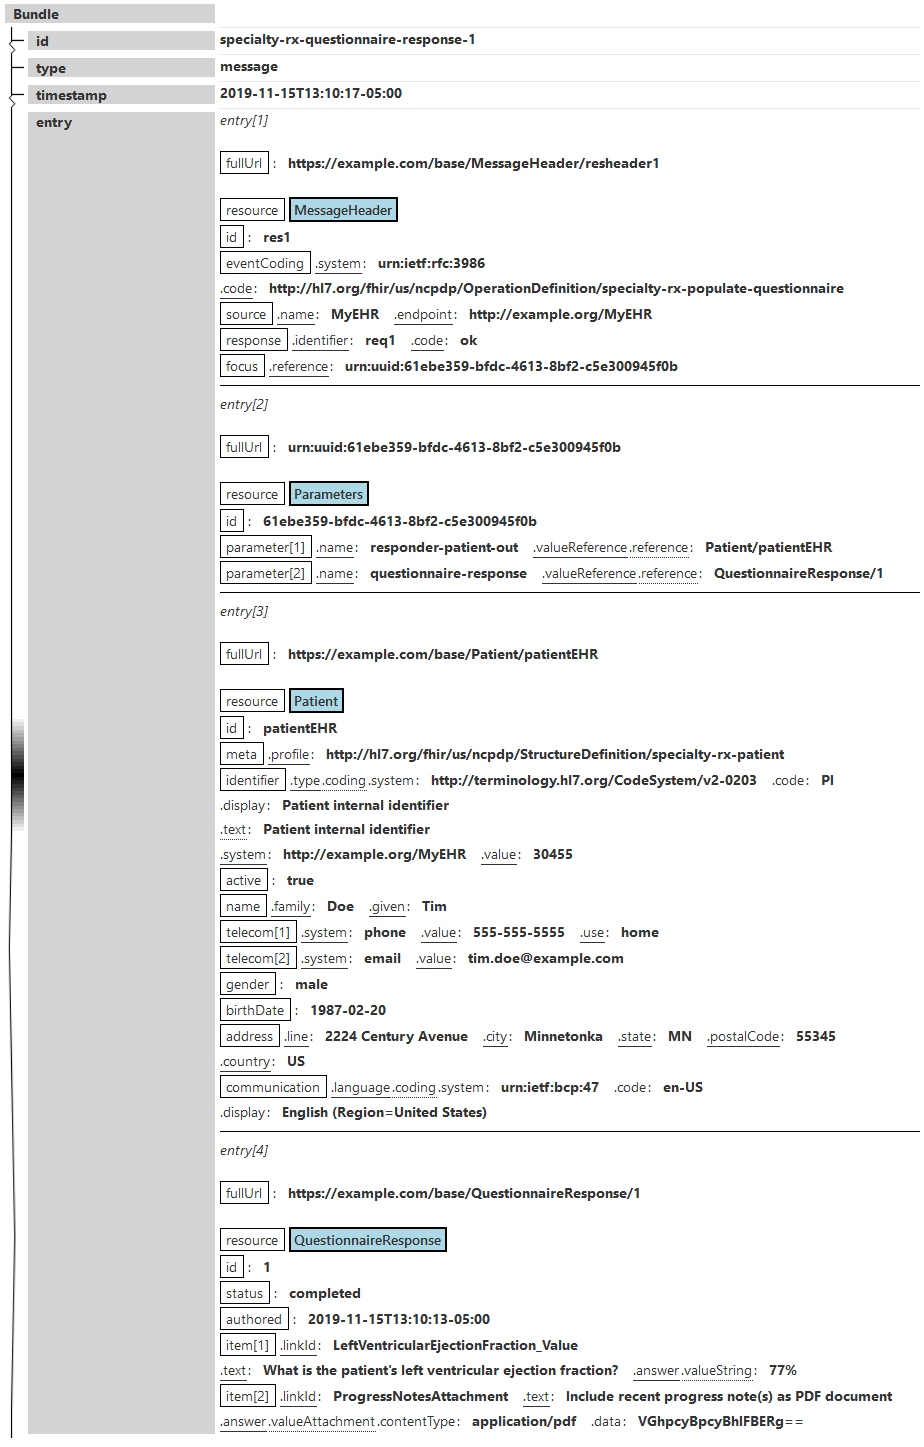 Bundle
id specialty-rx-questionnaire-response-1
type message
timestamp 2019-11-15T13:10:17-05:00
entry entry[1]
fullUrl : https://example.com/base/MessageHeader/resheader1
resource MessageHeader
id : res1
eventCoding .system: urn:ietf:rfc:3986
.code: http://hl7.org/fhir/us/ncpdp/OperationDefinition/specialty-rx-populate-questionnaire
source .name: MyEHR .endpoint: http://example.org/MyEHR
response .identifier: req1 .code: ok
focus .reference: urn:uuid:61ebe359-bfdc-4613-8bf2-c5e300945f0b
entry[2]
fullUrl : urn:uuid:61ebe359-bfdc-4613-8bf2-c5e300945f0b
resource Parameters
id : 61ebe359-bfdc-4613-8bf2-c5e300945f0b
parameter[1] .name: responder-patient-out .valueReference.reference: Patient/patientEHR
parameter[2] .name: questionnaire-response .valueReference.reference: QuestionnaireResponse/1
entry[3]
fullUrl : https://example.com/base/Patient/patientEHR
resource Patient
id : patientEHR
meta .profile: http://hl7.org/fhir/us/ncpdp/StructureDefinition/specialty-rx-patient
identifier .type.coding.system: http://terminology.hl7.org/CodeSystem/v2-0203 .code: PI
.display: Patient internal identifier
.text: Patient internal identifier
.system: http://example.org/MyEHR .value: 30455
active : true
name .family: Doe .given: Tim
telecom[1] .system: phone .value: 555-555-5555 .use: home
telecom[2] .system: email .value: tim.doe@example.com
gender : male
birthDate : 1987-02-20
address .line: 2224 Century Avenue .city: Minnetonka .state: MN .postalCode: 55345
.country: US
communication .language.coding.system: urn:ietf:bcp:47 .code: en-US
.display: English (Region=United States)
entry[4]
fullUrl : https://example.com/base/QuestionnaireResponse/1
resource QuestionnaireResponse
id : 1
status : completed
authored : 2019-11-15T13:10:13-05:00
item[1] .linkId: LeftVentricularEjectionFraction_Value
.text: What is the patient's left ventricular ejection fraction? .answer.valueString: 77%
item[2] .linkId: ProgressNotesAttachment .text: Include recent progress note(s) as PDF document
.answer.valueAttachment.contentType: application/pdf .data: VGhpcyBpcyBhIFBERg==